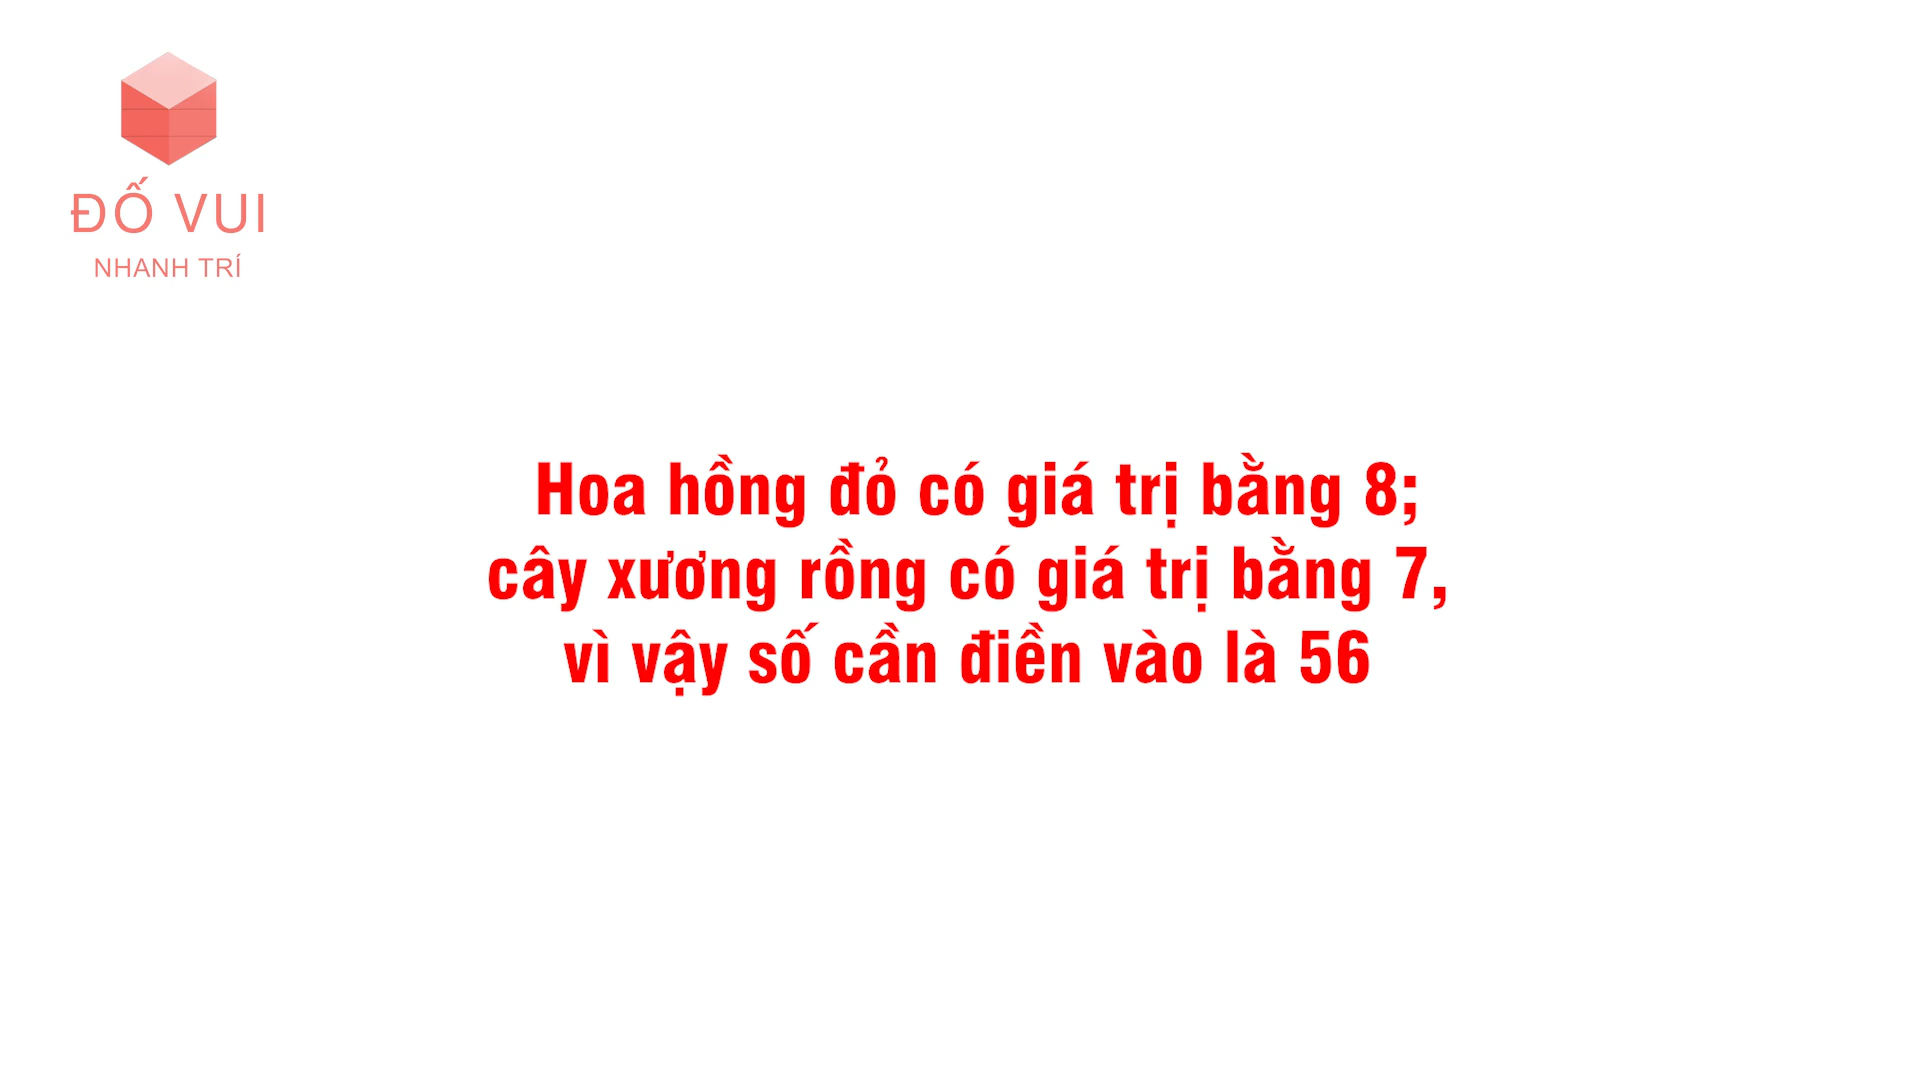 ĐỐ VUI
NHANH TRÍ
Hoa hồng đỏ có giá trị bằng 8;
cây xương rồng có giá trị bằng 7,
vì vậy số cần điền vào là 56